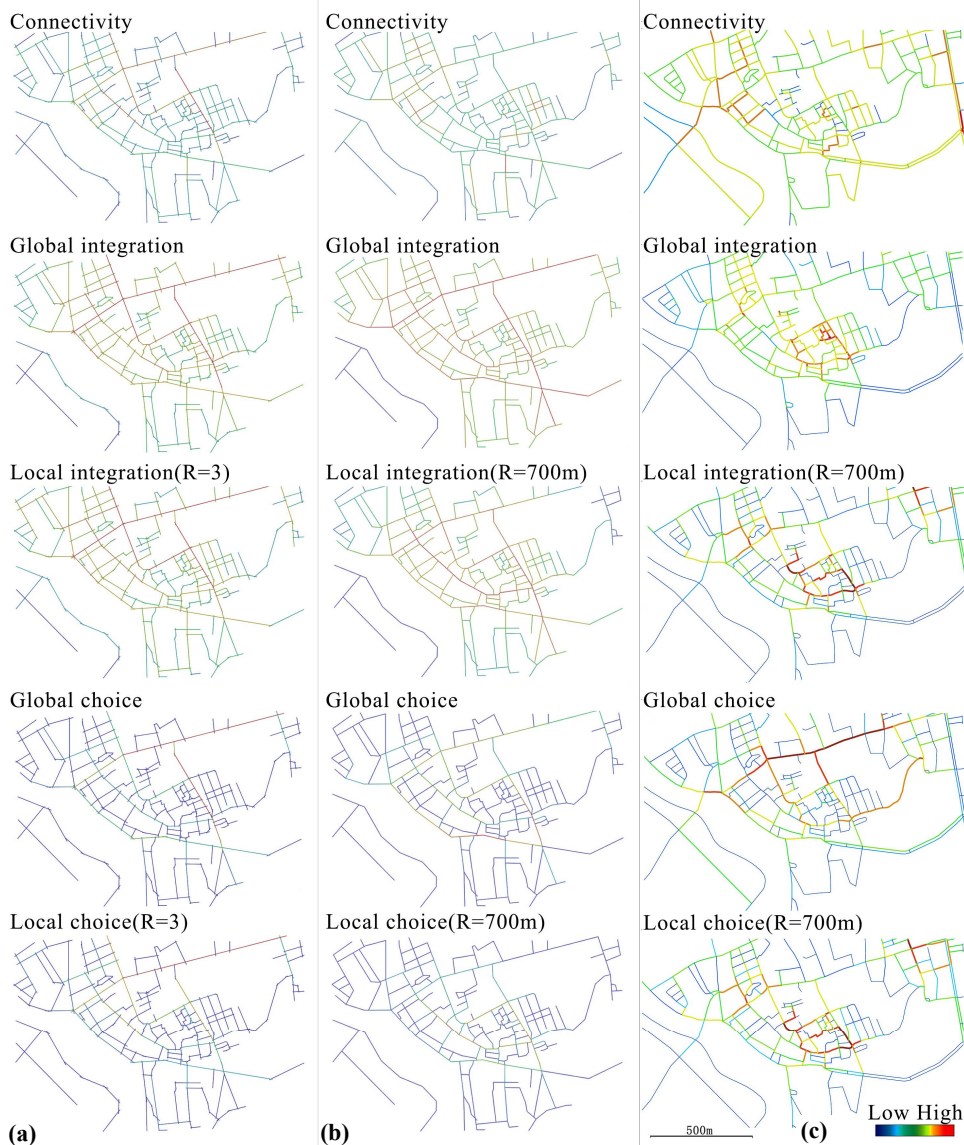 Connectivity Connectivity Connectivity
Global integration Global integration Global integration
Local integration(R=3) Local integration(R=700m) Local integration(R=700m)
Global choice Global choice Global choice
Local choice(R=3) Local choice(R=700m) Local choice(R=700m)
Low High
(a) (b) 500m (c)